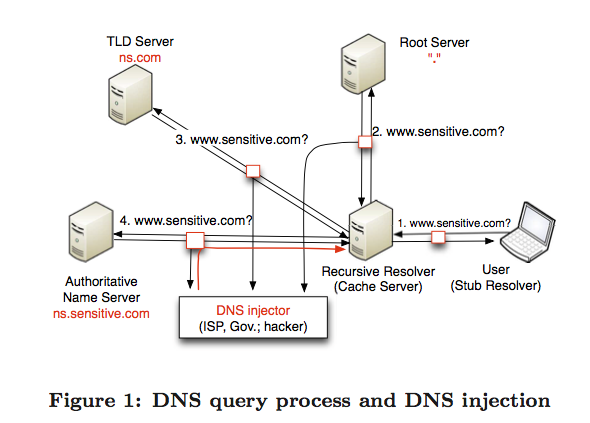 TLD Server
ns.com
Root Server
"."
3. www.sensitive.com?
2. www.sensitive.com?
4. www.sensitive.com?
1. www.sensitive.com?
Authoritative
Name Server
ns.sensitive.com
Recursive Resolver
(Cache Server)
User
(Stub Resolver)
DNS injector
(ISP, Gov.; hacker)
Figure 1: DNS query process and DNS injection